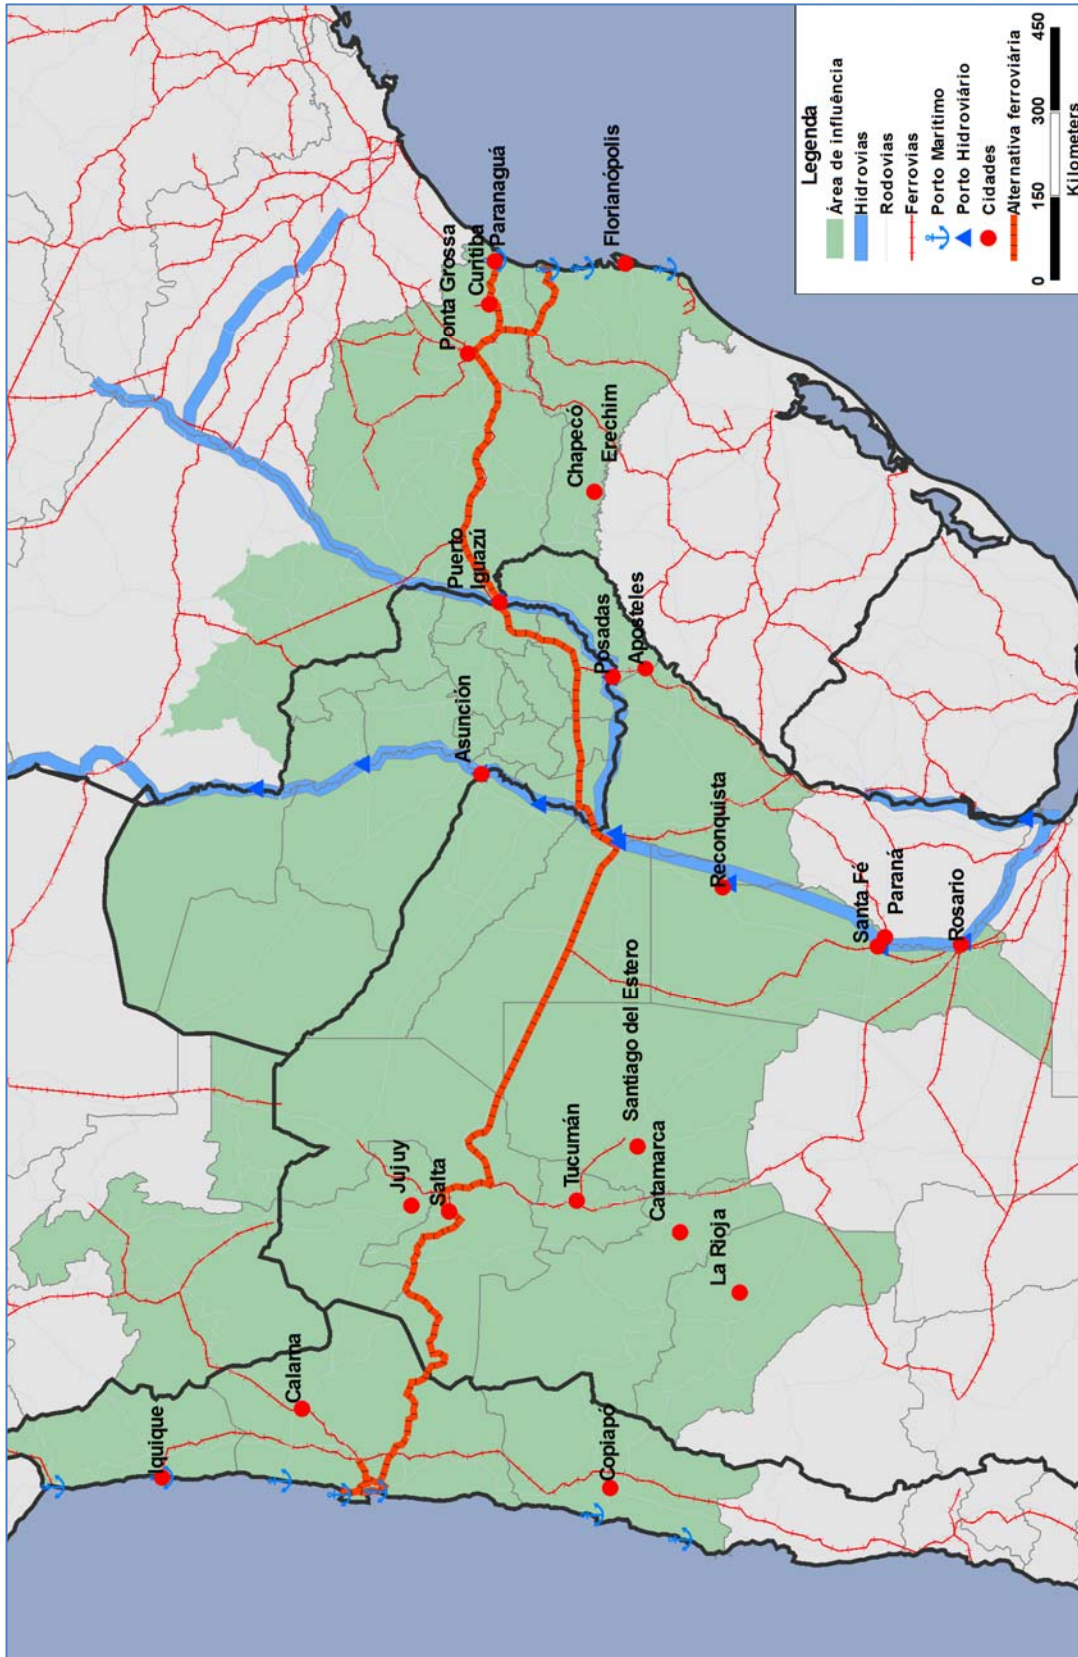 Iquique
Calama
Copiapó
Jujuy
Salta
Tucumán
Santiago del Estero
Catamarca
La Rioja
Asunción
Reconquista
Santa Fé
Paraná
Rosario
Puerto
Iguazú
Posadas
Aposteles
Chapecó
Erechim
Ponta Grossa
Curitiba
Paranaguá
Florianópolis
Legenda
Área de influência
Hidrovias
Rodovias
Ferrovias
Porto Marítimo
Porto Hidroviário
Cidades
Alternativa ferroviária
0 150 300 450
Kilometers